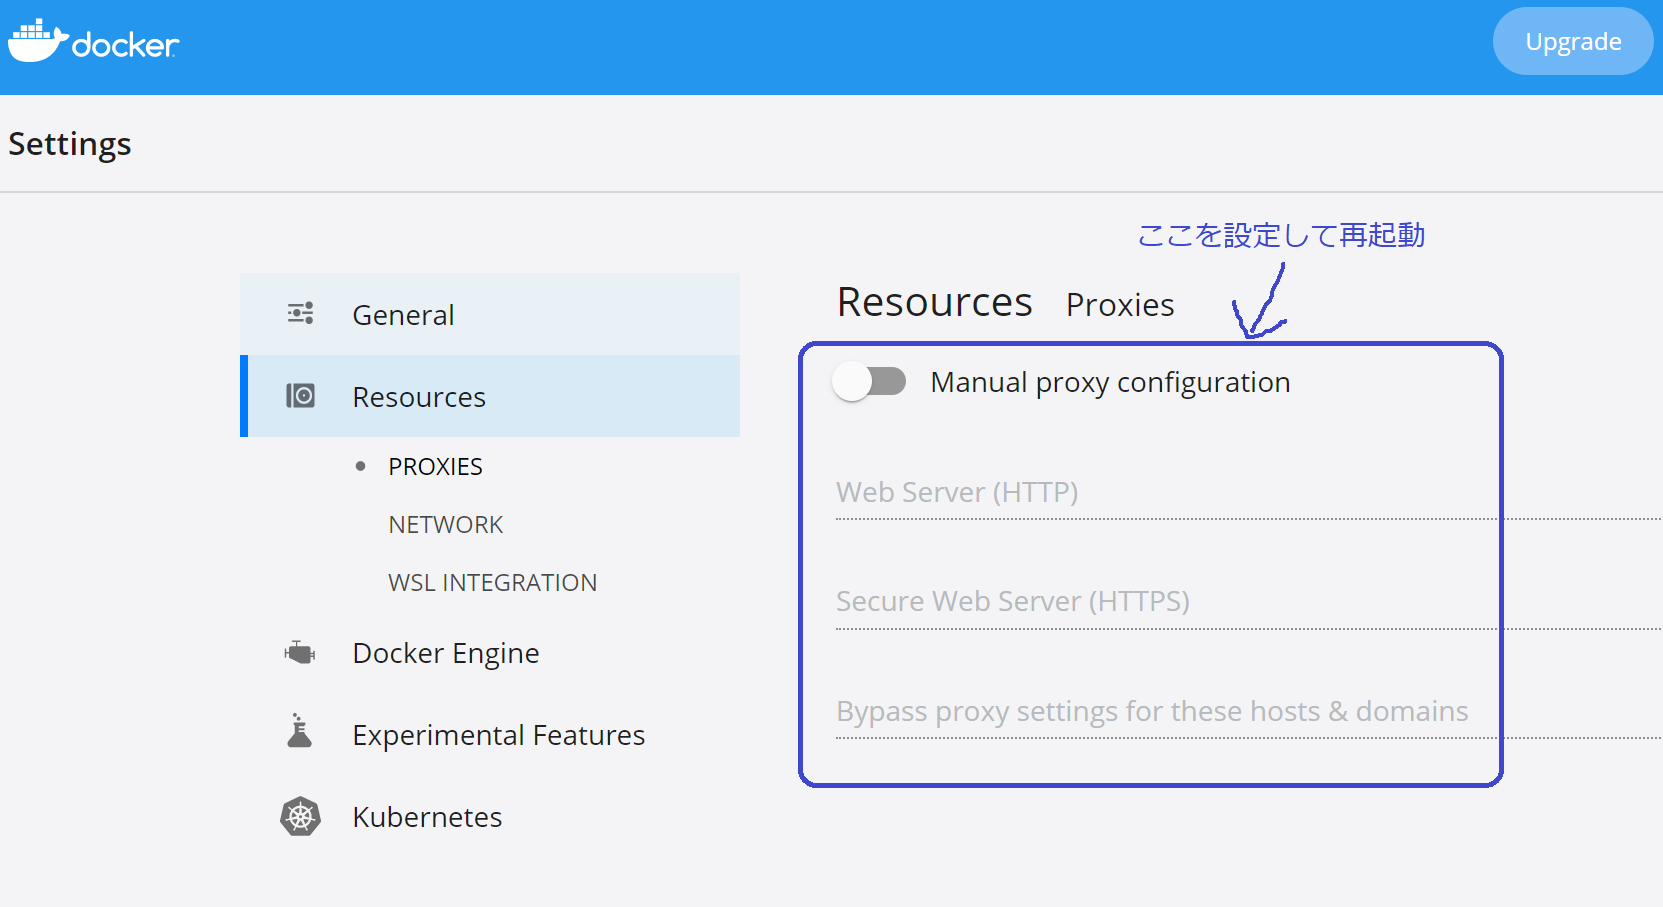 docker
Upgrade
Settings
ここを設定して再起動
General
Resources
PROXIES
NETWORK
WSL INTEGRATION
Docker Engine
Experimental Features
Kubernetes
Resources Proxies
Manual proxy configuration
Web Server (HTTP)
Secure Web Server (HTTPS)
Bypass proxy settings for these hosts & domains